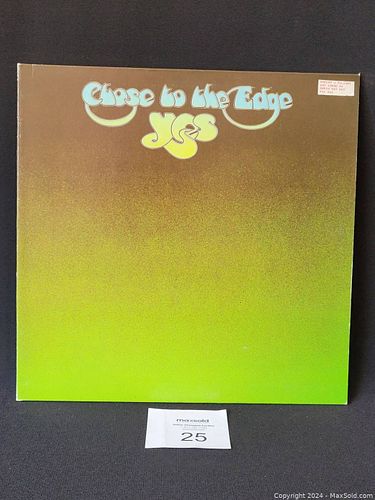 Close to the Edge
yes
maxsold
25
Copyright 2024 - MaxSold.com